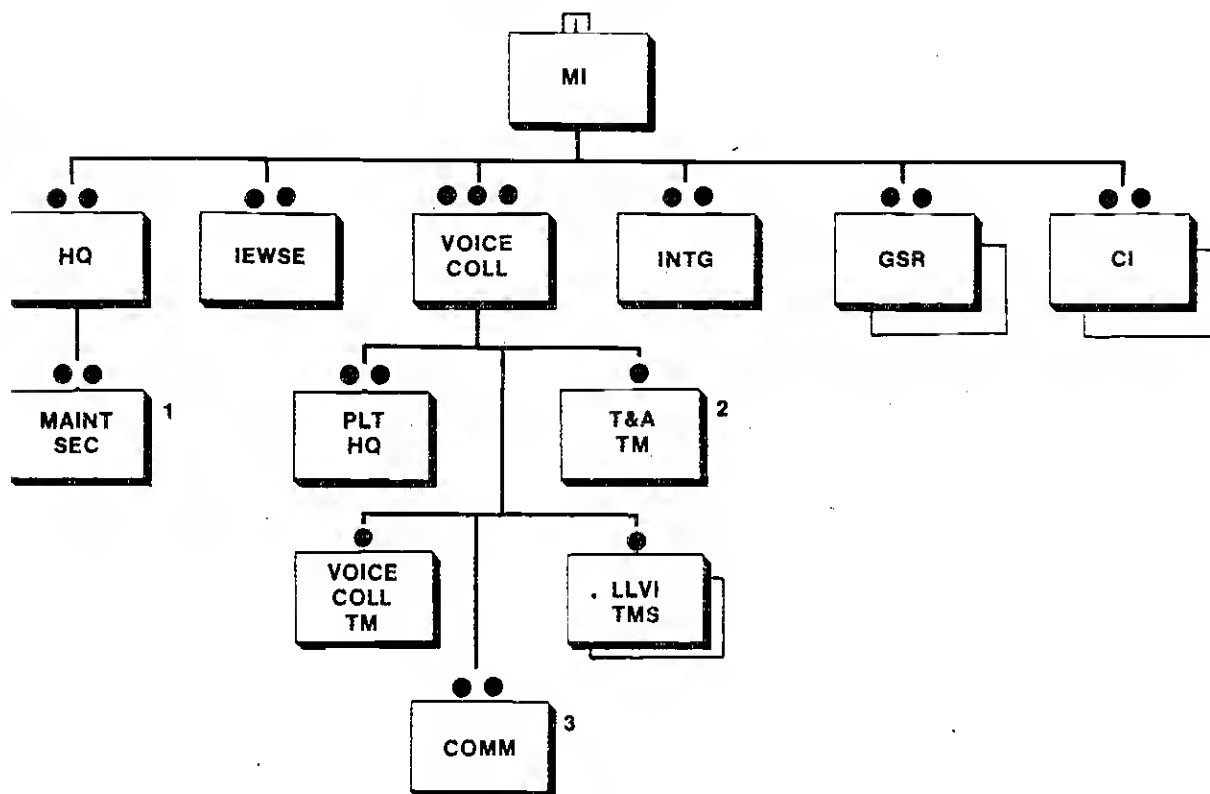 MI
HQ
IEWSE
VOICE
COLL
INTG
GSR
CI
MAINT
SEC
1
PLT
HQ
T&A
TM
2
VOICE
COLL
TM
LLVI
TMS
COMM
3